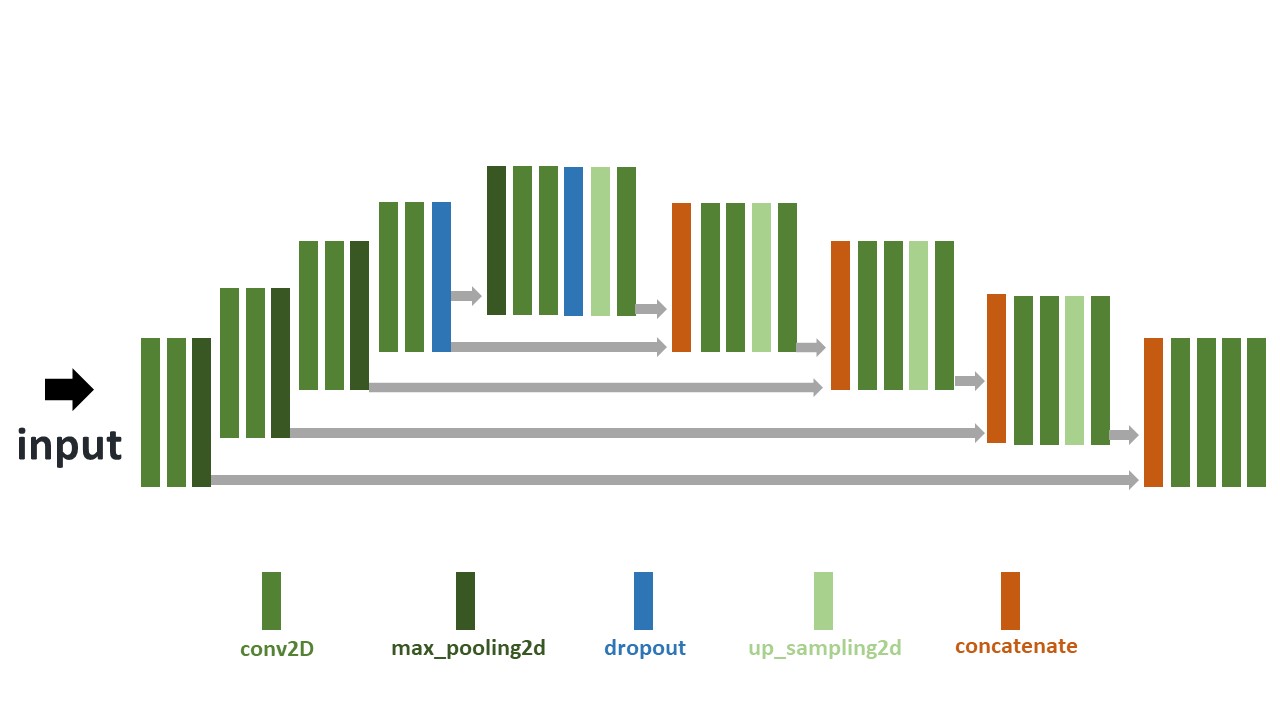 input
conv2D
max_pooling2d
dropout
up_sampling2d
concatenate